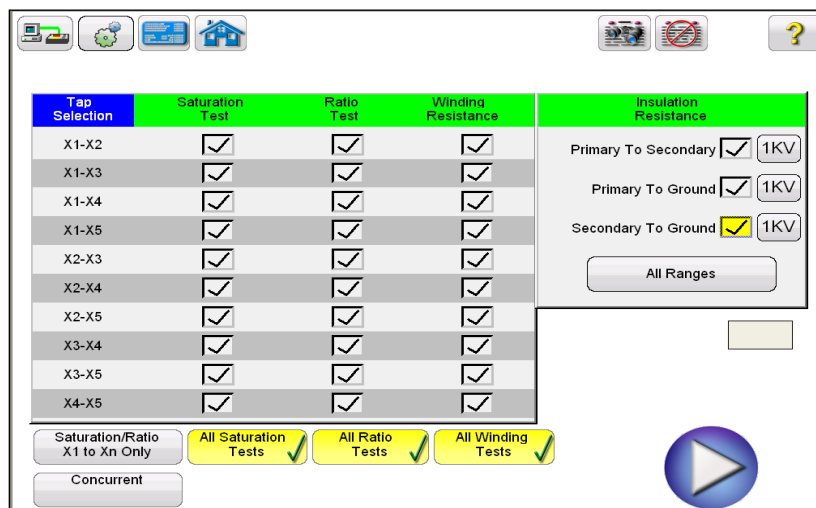 ?
Tap Selection
Saturation Test
Ratio Test
Winding Resistance
X1-X2
X1-X3
X1-X4
X1-X5
X2-X3
X2-X4
X2-X5
X3-X4
X3-X5
X4-X5
Insulation Resistance
Primary To Secondary 1KV
Primary To Ground 1KV
Secondary To Ground 1KV
All Ranges
Saturation/Ratio
X1 to Xn Only
All Saturation
Tests
All Ratio
Tests
All Winding
Tests
Concurrent